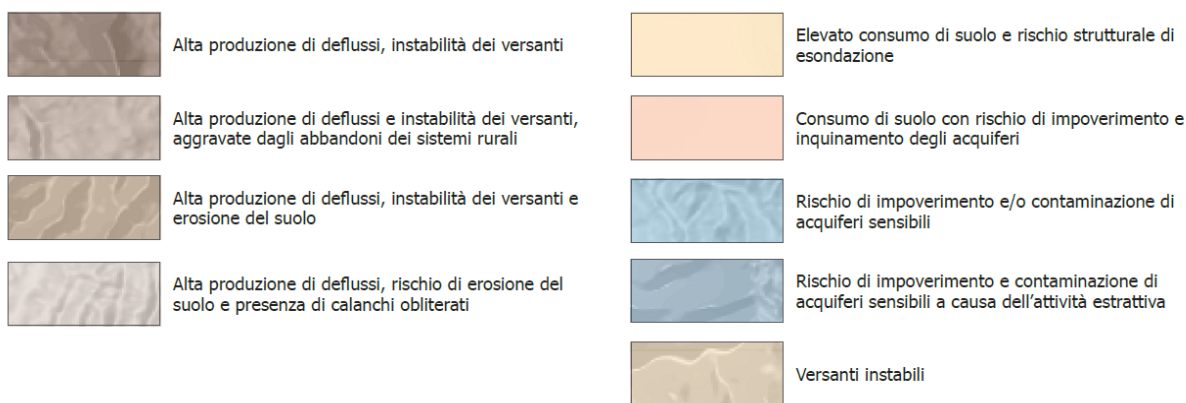 Alta produzione di deflussi, instabilità dei versanti
Alta produzione di deflussi e instabilità dei versanti,
aggravate dagli abbandoni dei sistemi rurali
Alta produzione di deflussi, instabilità dei versanti e
erosione del suolo
Alta produzione di deflussi, rischio di erosione del
suolo e presenza di calanchi obliterati
Elevato consumo di suolo e rischio strutturale di
esondazione
Consumo di suolo con rischio di impoverimento e
inquinamento degli acquiferi
Rischio di impoverimento e/o contaminazione di
acquiferi sensibili
Rischio di impoverimento e contaminazione di
acquiferi sensibili a causa dell’attività estrattiva
Versanti instabili